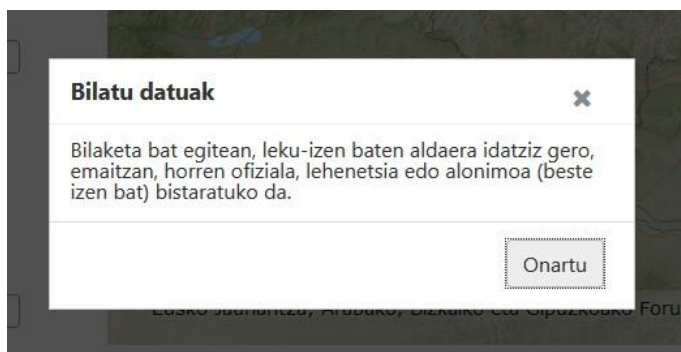 Bilatu datuak
Bilaketa bat egitean, leku-izen baten aldaera idatziz gero,
emaitzan, horren ofiziala, lehenetsia edo alonimoa (beste
izen bat) bistaratuko da.
Onartu
Eusko Jaurlaritza, Arabako, Bizkaiko eta Gipuzkoako Foru